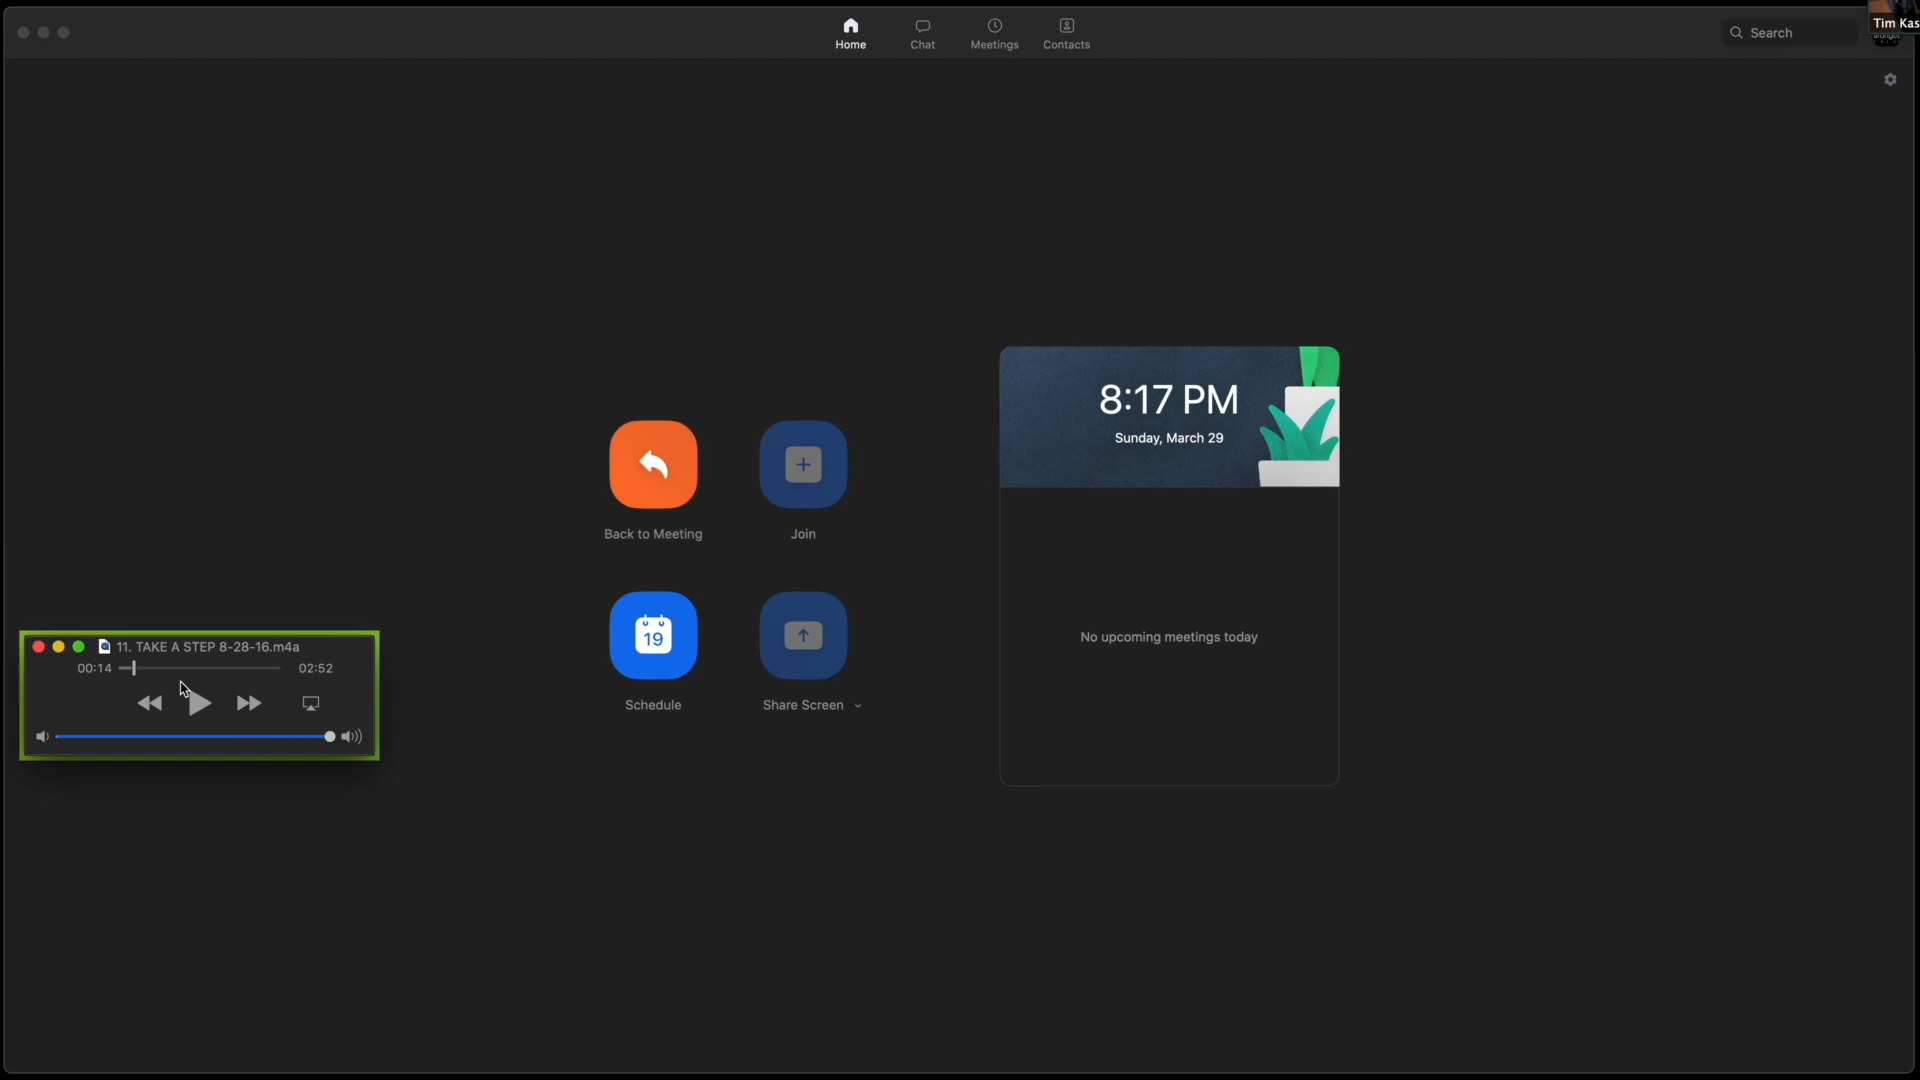 Home
Chat
Meetings
Contacts
Search
Tim Kas
8:17 PM
Sunday, March 29
Back to Meeting
Join
19
Schedule
Share Screen
No upcoming meetings today
11. TAKE A STEP 8-28-16.m4a
00:14
02:52